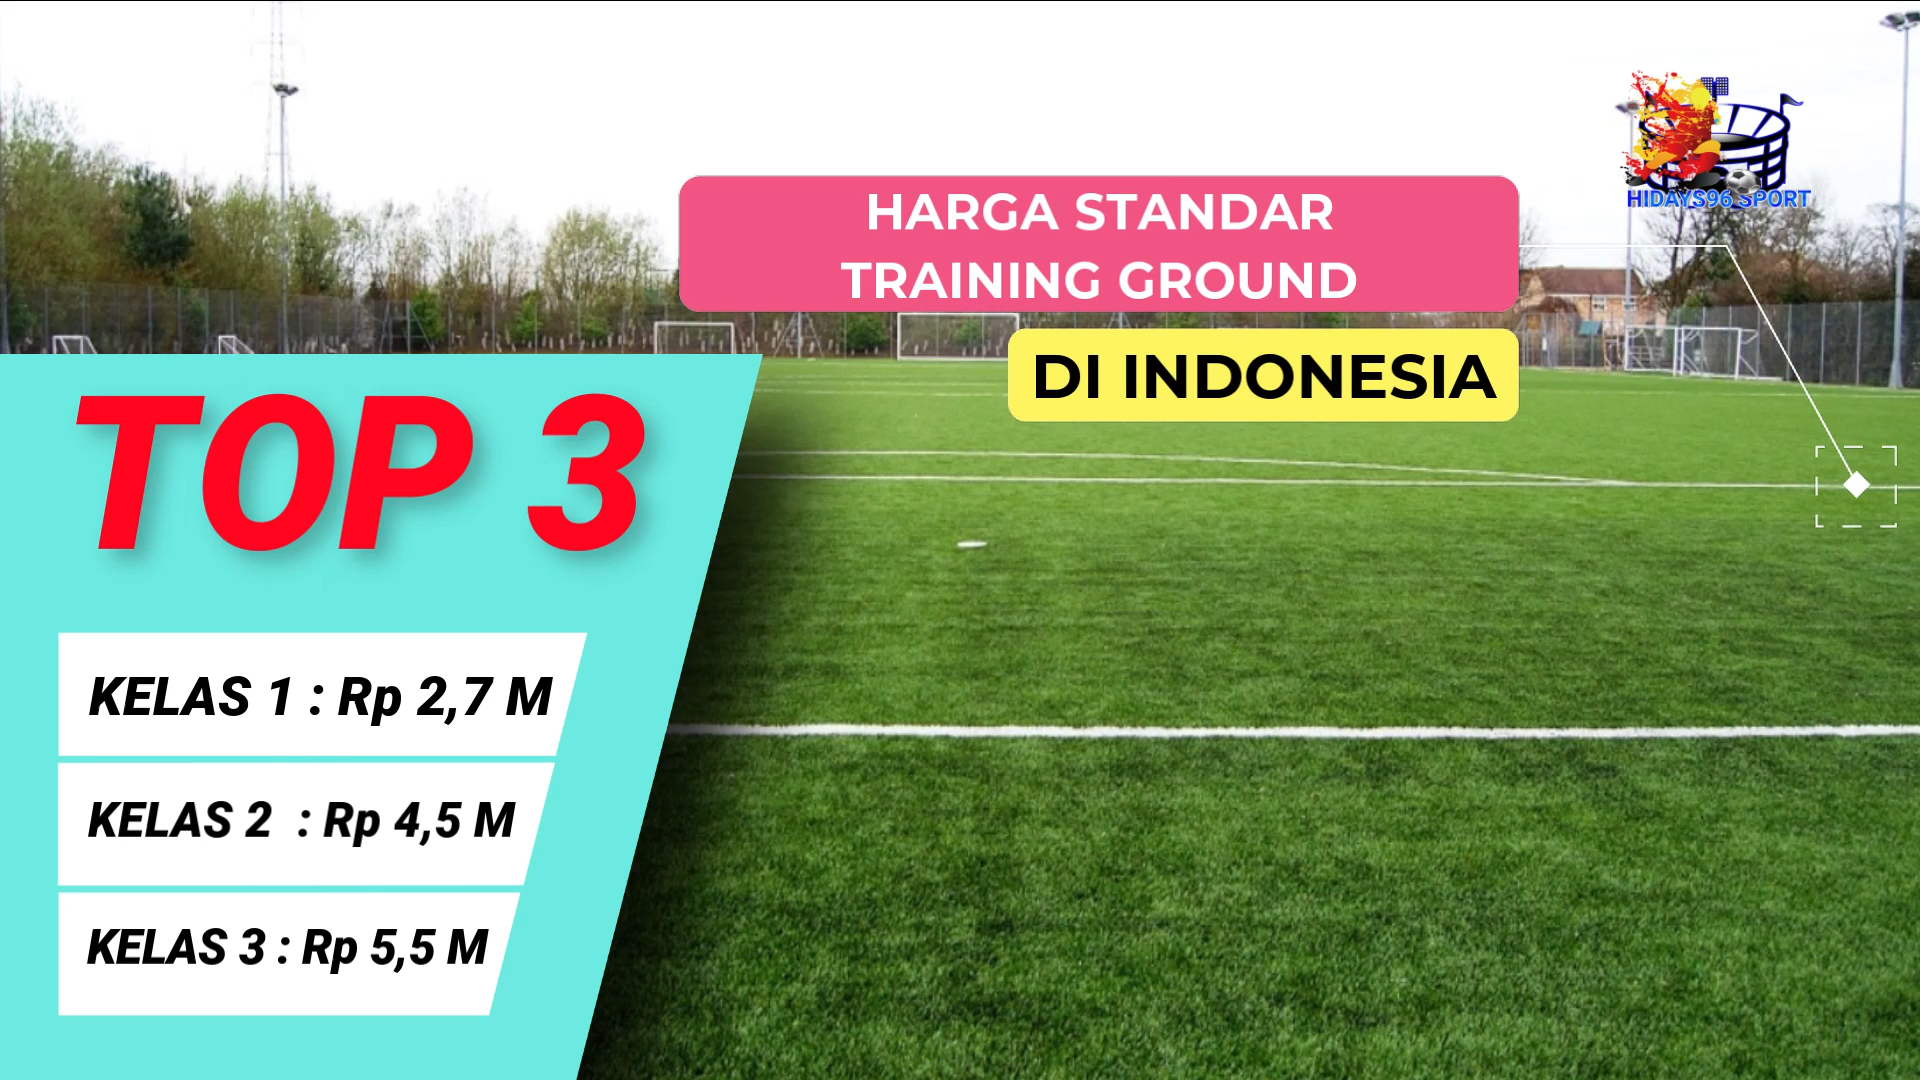 HIDAYS96 SPORT
HARGA STANDAR
TRAINING GROUND
DI INDONESIA
TOP 3
KELAS 1 : Rp 2,7 M
KELAS 2 : Rp 4,5 M
KELAS 3 : Rp 5,5 M